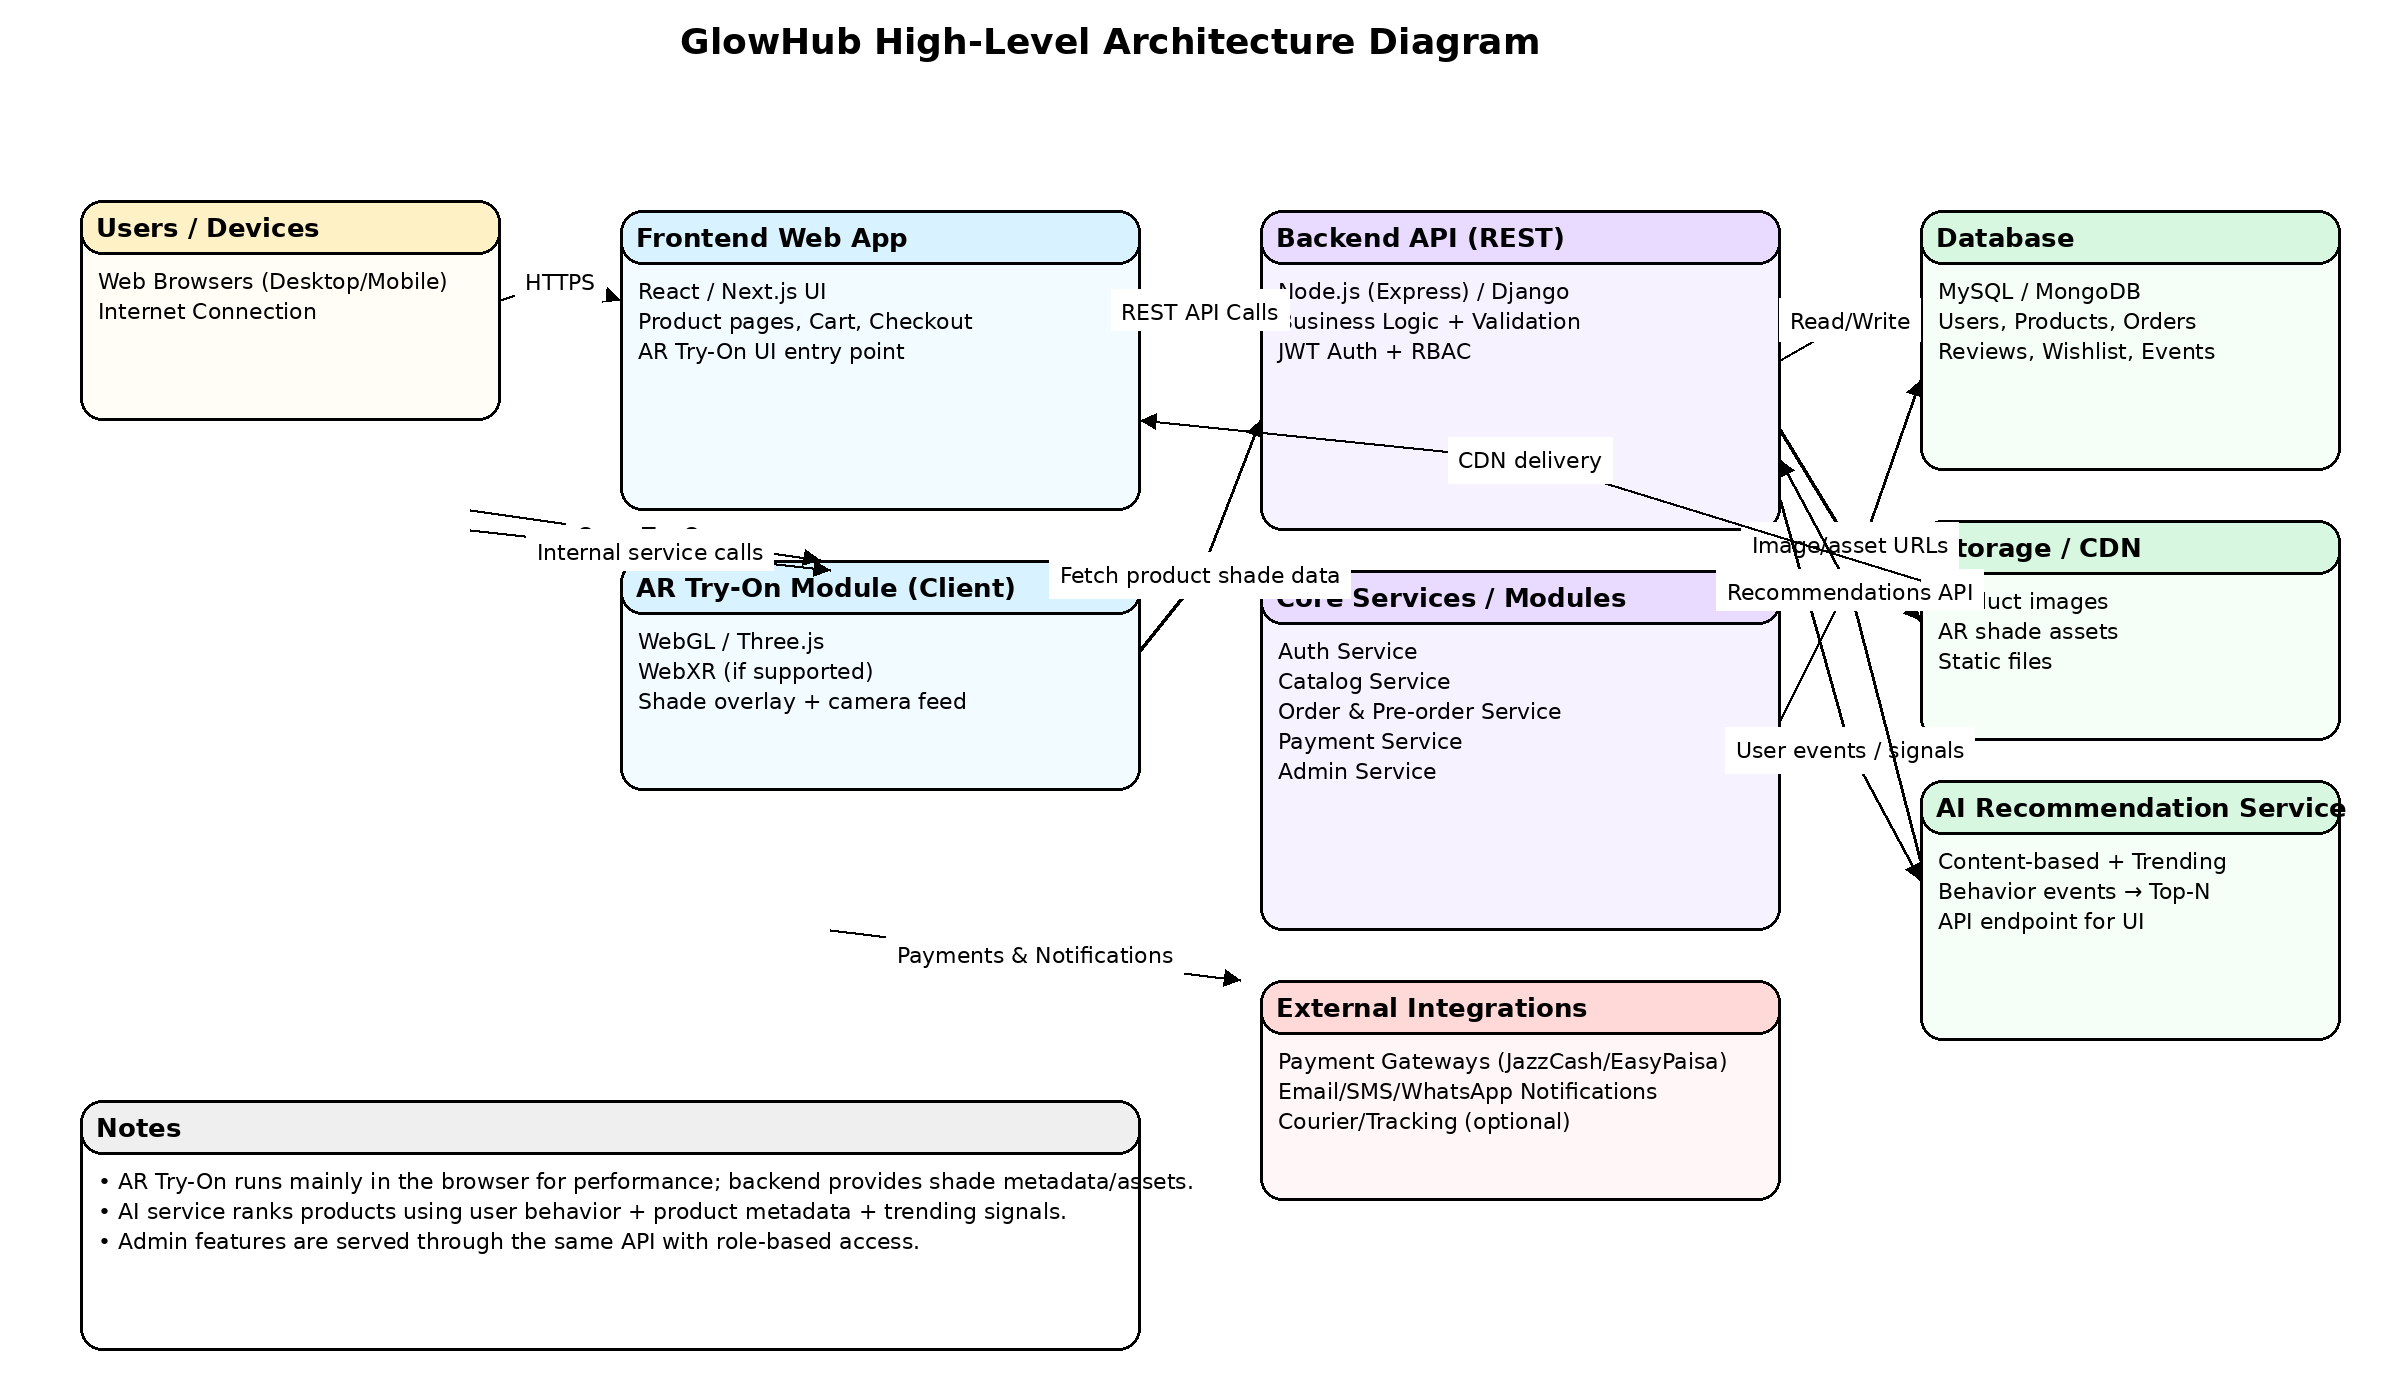 GlowHub High-Level Architecture Diagram
Users / Devices
Web Browsers (Desktop/Mobile)
Internet Connection
HTTPS
Frontend Web App
React / Next.js UI
Product pages, Cart, Checkout
AR Try-On UI entry point
REST API Calls
Backend API (REST)
Node.js (Express) / Django
Business Logic + Validation
JWT Auth + RBAC
Read/Write
Database
MySQL / MongoDB
Users, Products, Orders
Reviews, Wishlist, Events
CDN delivery
Internal service calls
AR Try-On Module (Client)
WebGL / Three.js
WebXR (if supported)
Shade overlay + camera feed
Fetch product shade data
Core Services / Modules
Auth Service
Catalog Service
Order & Pre-order Service
Payment Service
Admin Service
Image/asset URLs
Recommendations API
User events / signals
torage / CDN
uct images
AR shade assets
Static files
AI Recommendation Service
Content-based + Trending
Behavior events → Top-N
API endpoint for UI
Payments & Notifications
External Integrations
Payment Gateways (JazzCash/EasyPaisa)
Email/SMS/WhatsApp Notifications
Courier/Tracking (optional)
Notes
• AR Try-On runs mainly in the browser for performance; backend provides shade metadata/assets.
• AI service ranks products using user behavior + product metadata + trending signals.
• Admin features are served through the same API with role-based access.